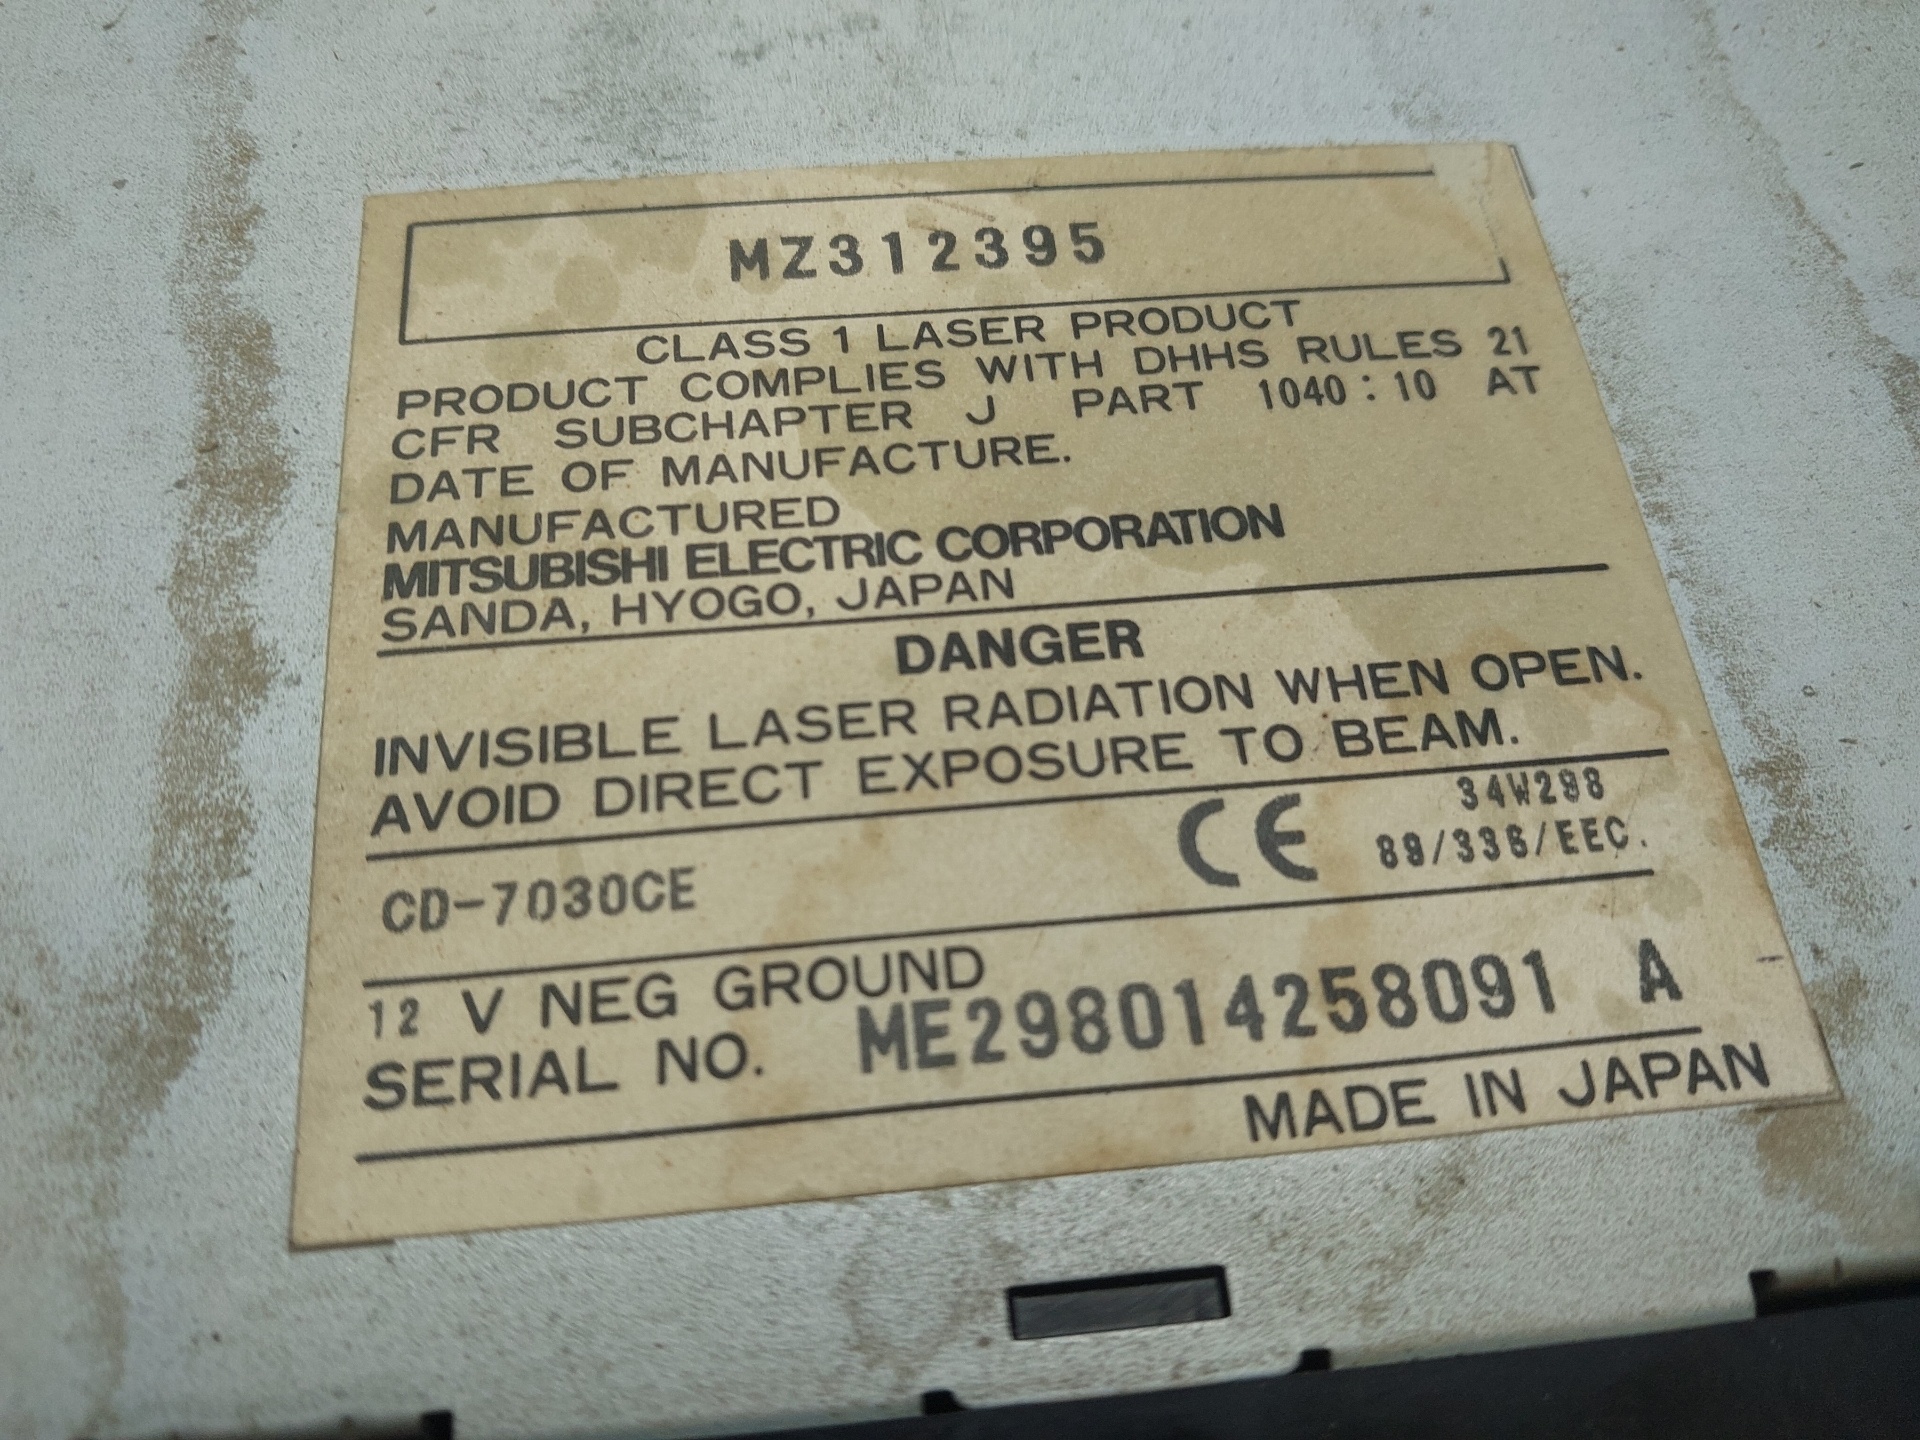 MZ312395
CLASS 1 LASER PRODUCT
PRODUCT COMPLIES WITH DHHS RULES 21
CFR SUBCHAPTER J PART 1040:10 AT
DATE OF MANUFACTURE.
MANUFACTURED
MITSUBISHI ELECTRIC CORPORATION
SANDA, HYOGO, JAPAN
DANGER
INVISIBLE LASER RADIATION WHEN OPEN.
AVOID DIRECT EXPOSURE TO BEAM.
CD-7030CE CE 34W298
89/336/EEC.
12 V NEG GROUND
SERIAL NO. ME298014258091 A
MADE IN JAPAN